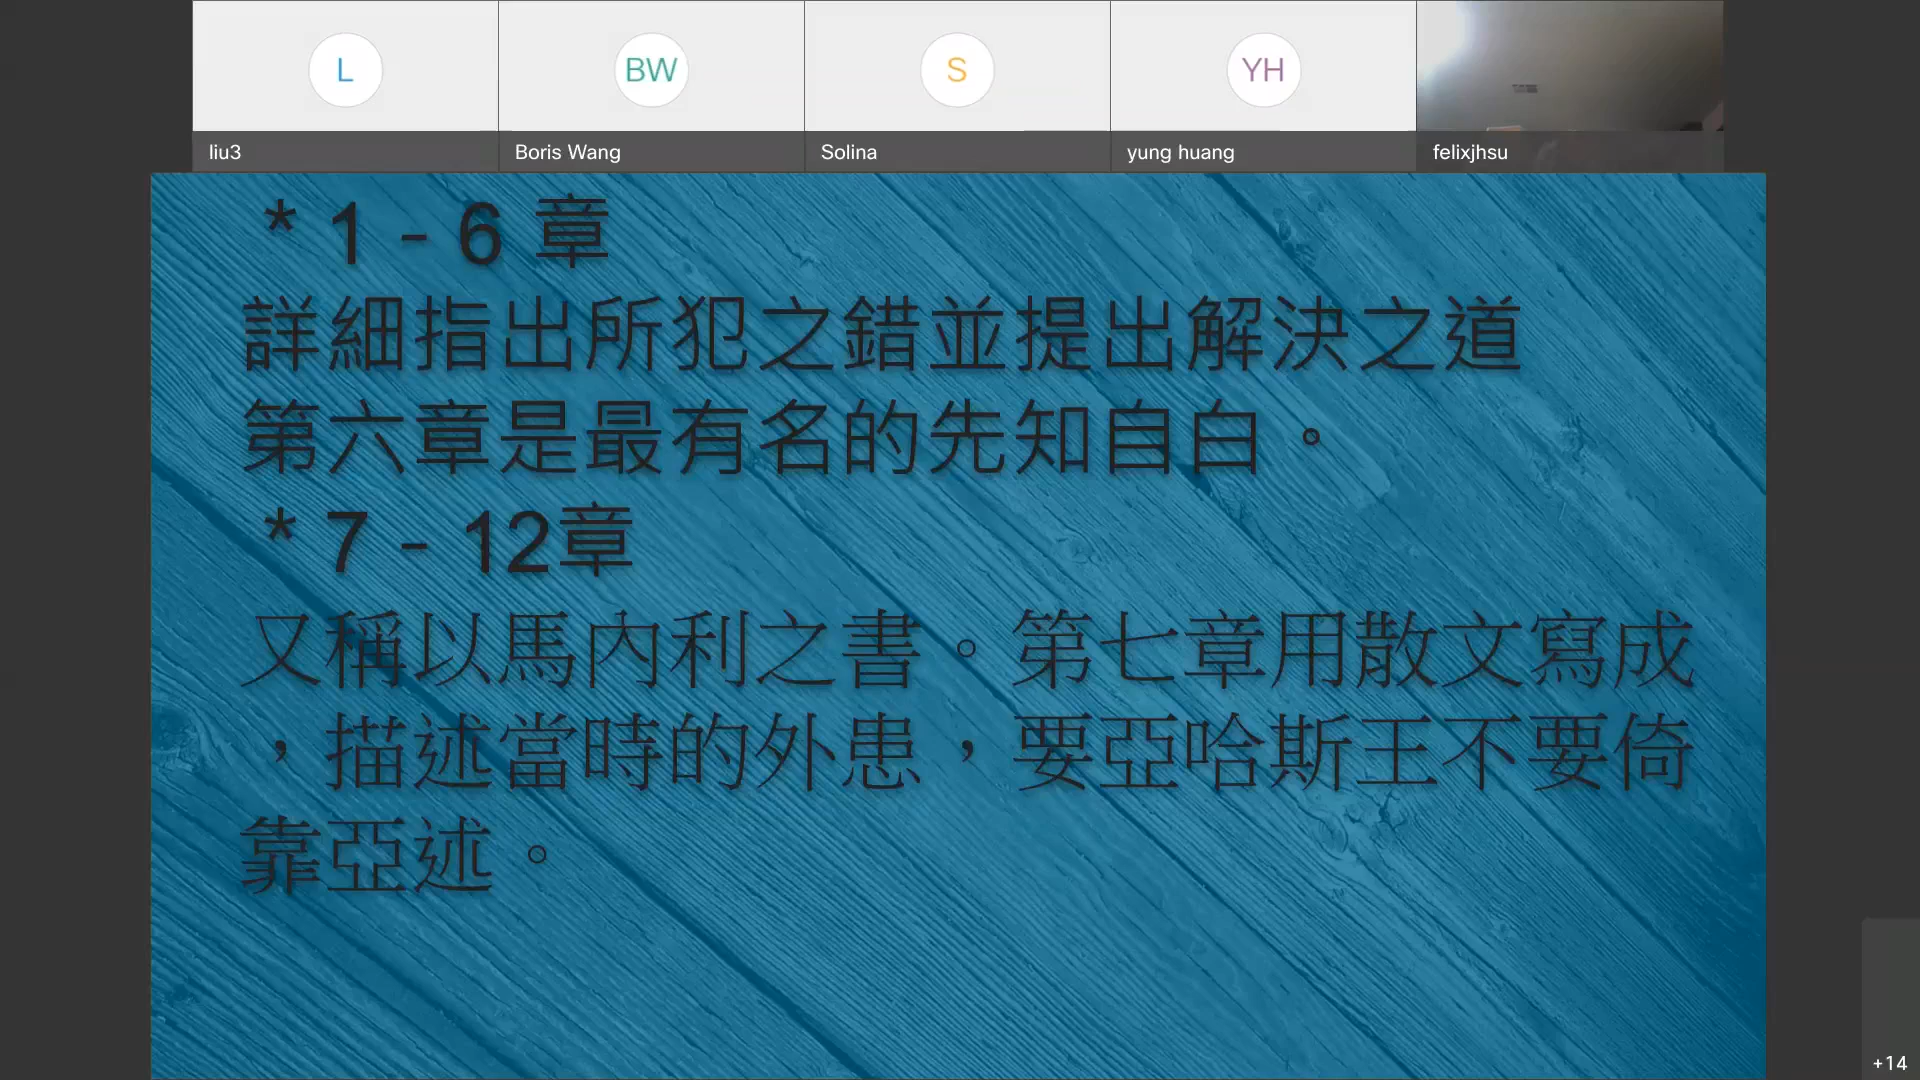 L
BW
S
YH
liu3
Boris Wang
Solina
yung huang
felixjhsu
* 1 - 6 章
詳細指出所犯之錯並提出解決之道
第六章是最有名的先知自白。
* 7 - 12章
又稱以馬內利之書。第七章用散文寫成
，描述當時的外患，要亞哈斯王不要倚
靠亞述。
+14